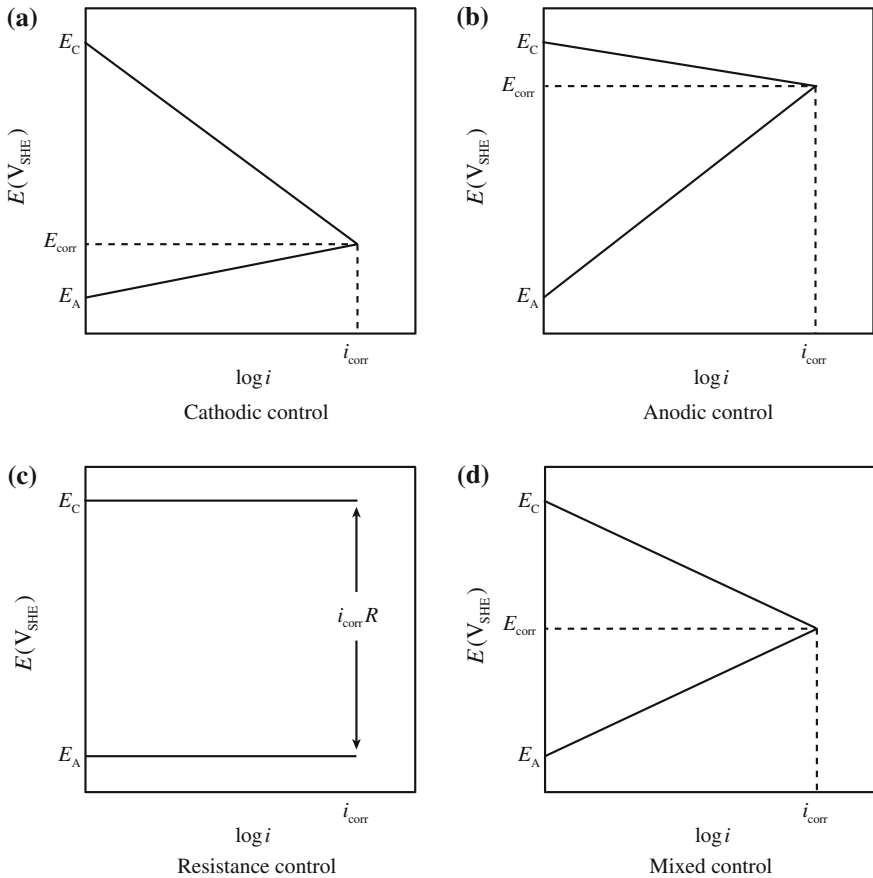 (a)
E_C
E_corr
E_A
E(V_SHE)
i_corr
log i
Cathodic control
(b)
E_C
E_corr
E_A
E(V_SHE)
i_corr
log i
Anodic control
(c)
E_C
i_corr R
E_A
E(V_SHE)
i_corr
log i
Resistance control
(d)
E_C
E_corr
E_A
E(V_SHE)
i_corr
log i
Mixed control